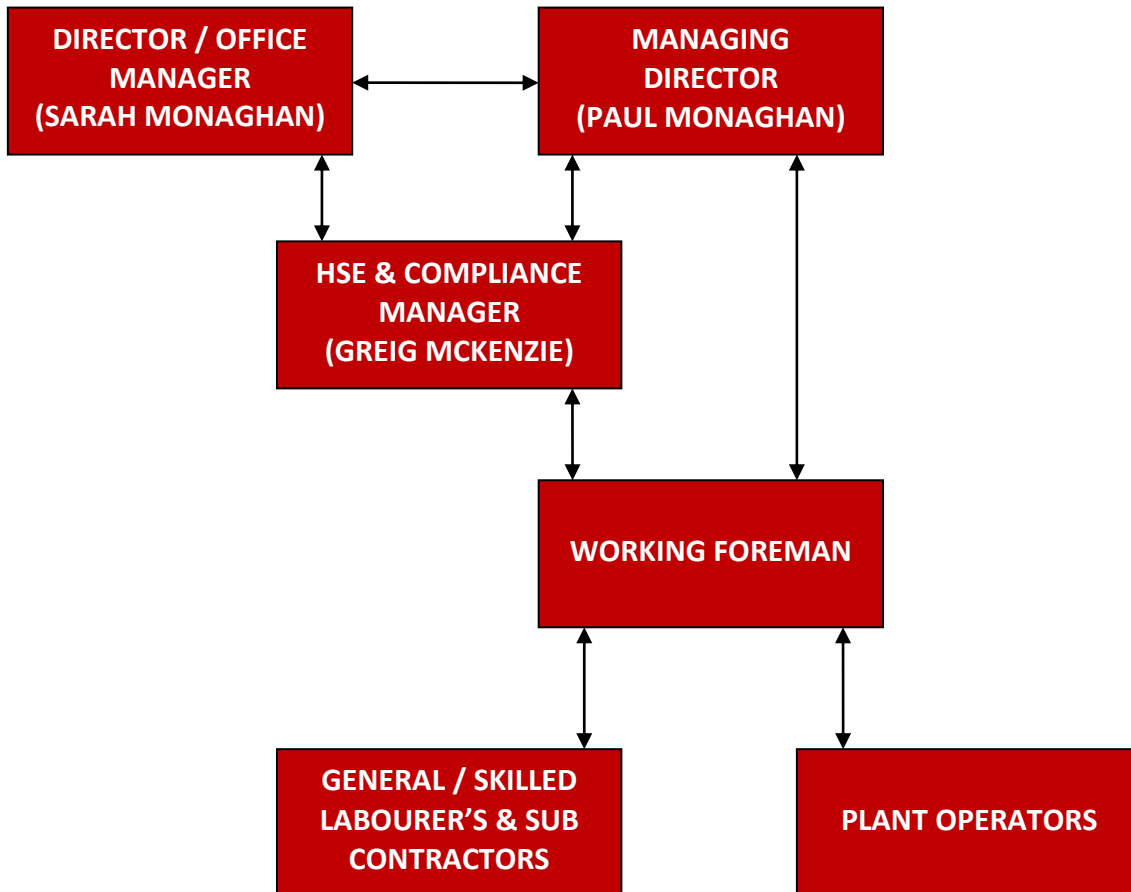 DIRECTOR / OFFICE
MANAGER
(SARAH MONAGHAN)
MANAGING
DIRECTOR
(PAUL MONAGHAN)
HSE & COMPLIANCE
MANAGER
(GREIG MCKENZIE)
WORKING FOREMAN
GENERAL / SKILLED
LABOURER’S & SUB
CONTRACTORS
PLANT OPERATORS